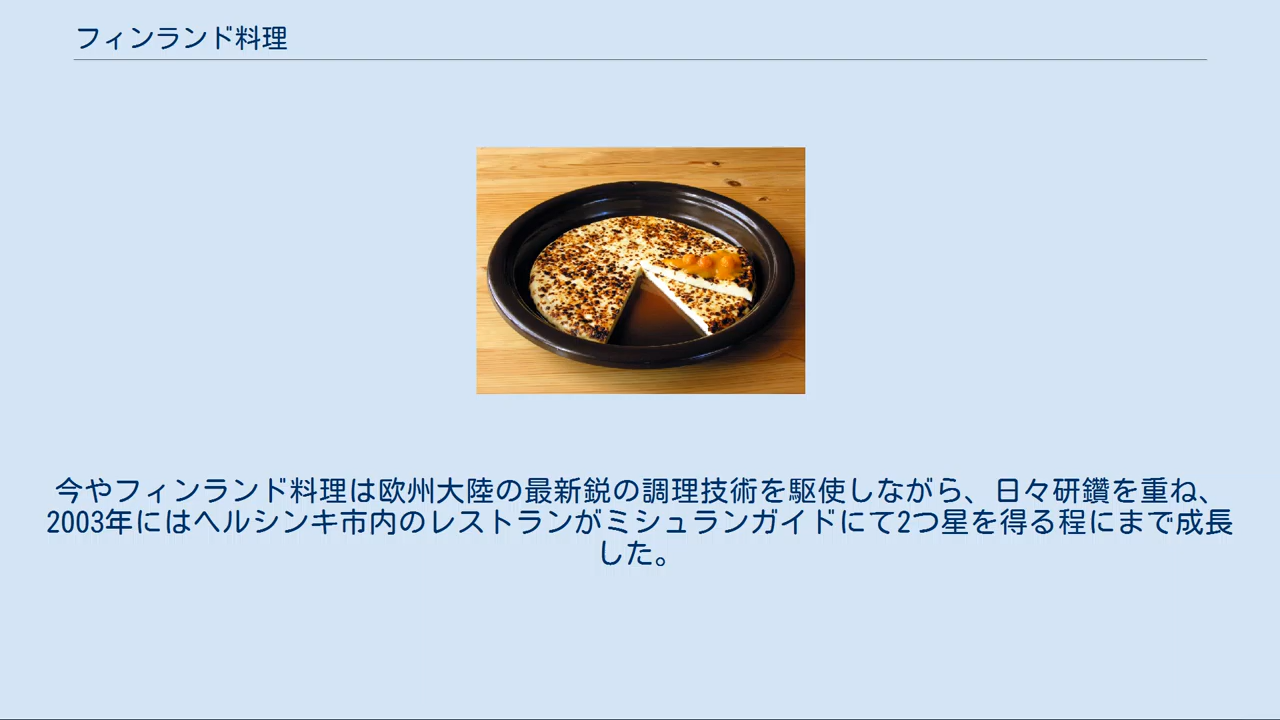 フィンランド料理
今やフィンランド料理は欧州大陸の最新鋭の調理技術を駆使しながら、日々研鑽を重ね、
2003年にはヘルシンキ市内のレストランがミシュランガイドにて2つ星を得る程にまで成長
した。